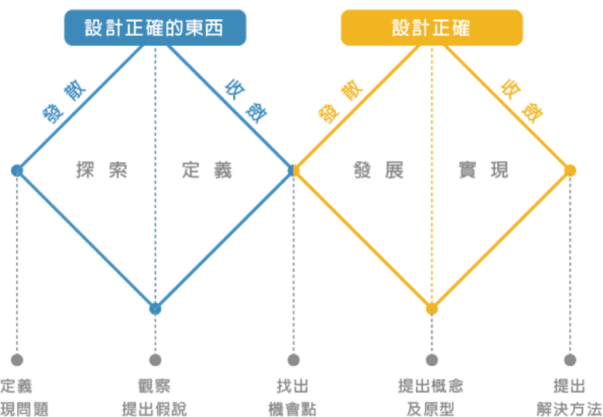 設計正確的東西
設計正確
發散
收斂
發散
收斂
探索
定義
發展
實現
定義
現問題
觀察
提出假說
找出
機會點
提出概念
及原型
提出
解決方法